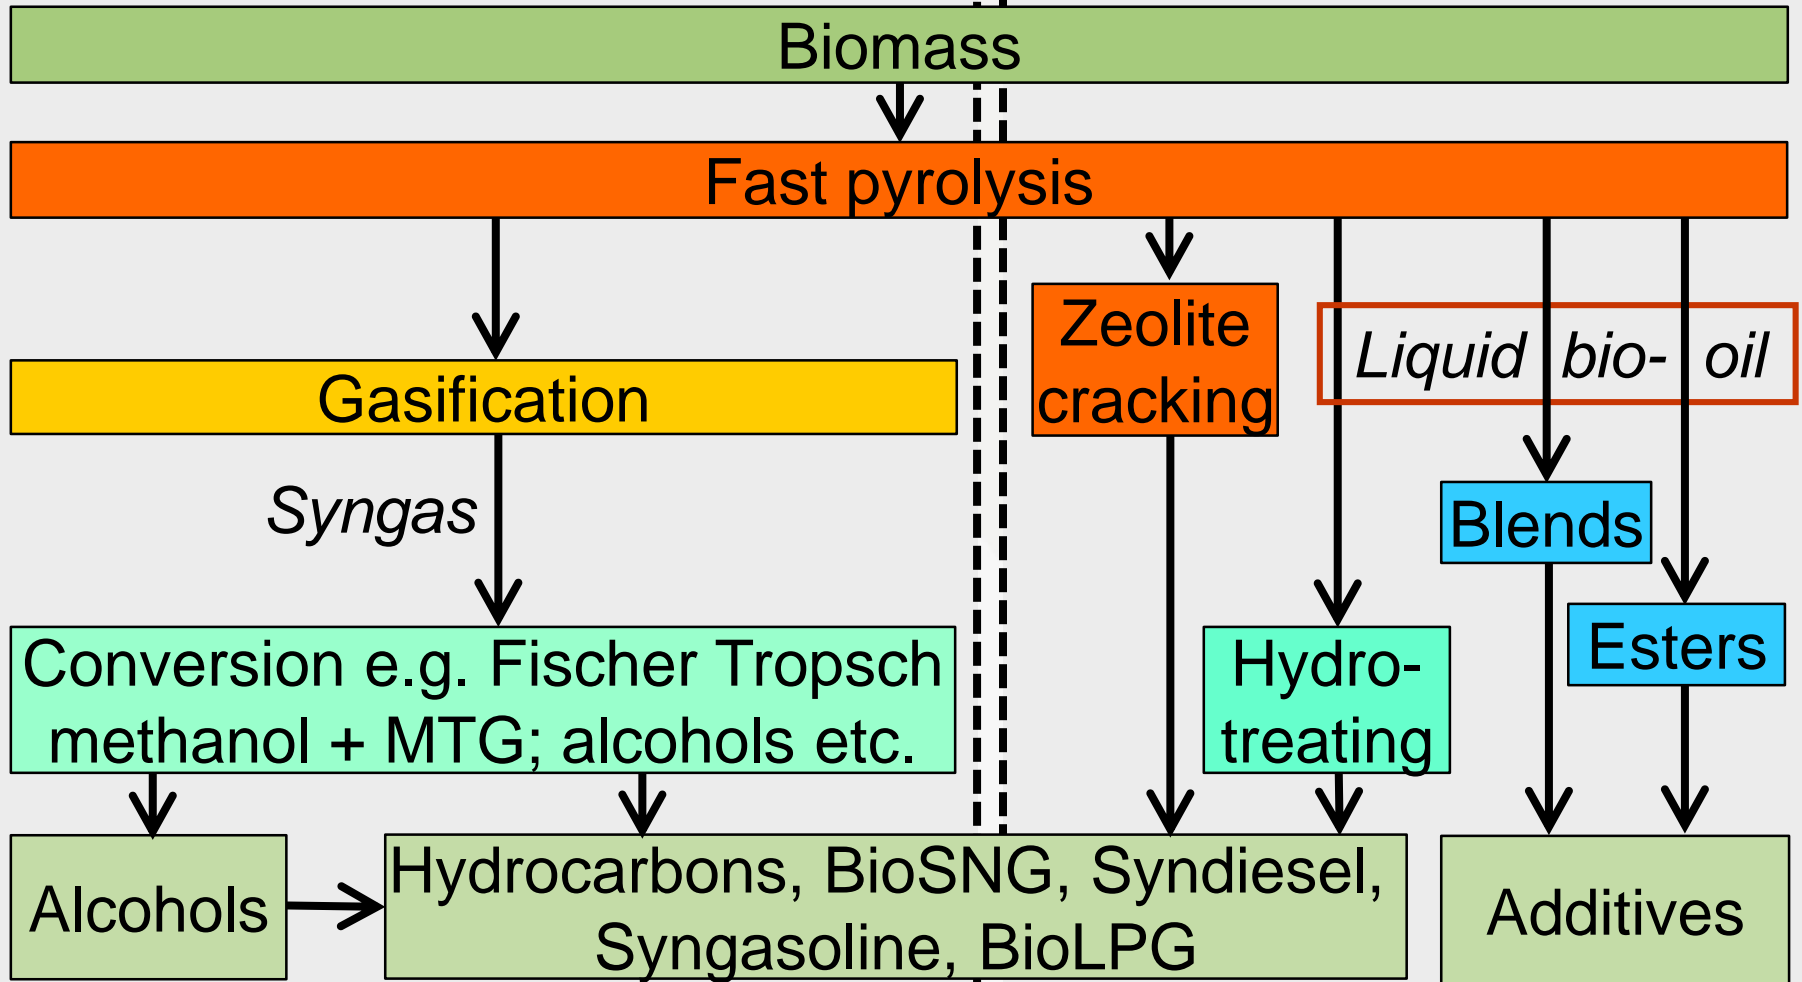 Biomass
Fast pyrolysis
Zeolite
cracking
Liquid bio- oil
Gasification
Syngas
Blends
Conversion e.g. Fischer Tropsch
methanol + MTG; alcohols etc.
Hydro-
treating
Esters
Alcohols
Hydrocarbons, BioSNG, Syndiesel,
Syngasoline, BioLPG
Additives